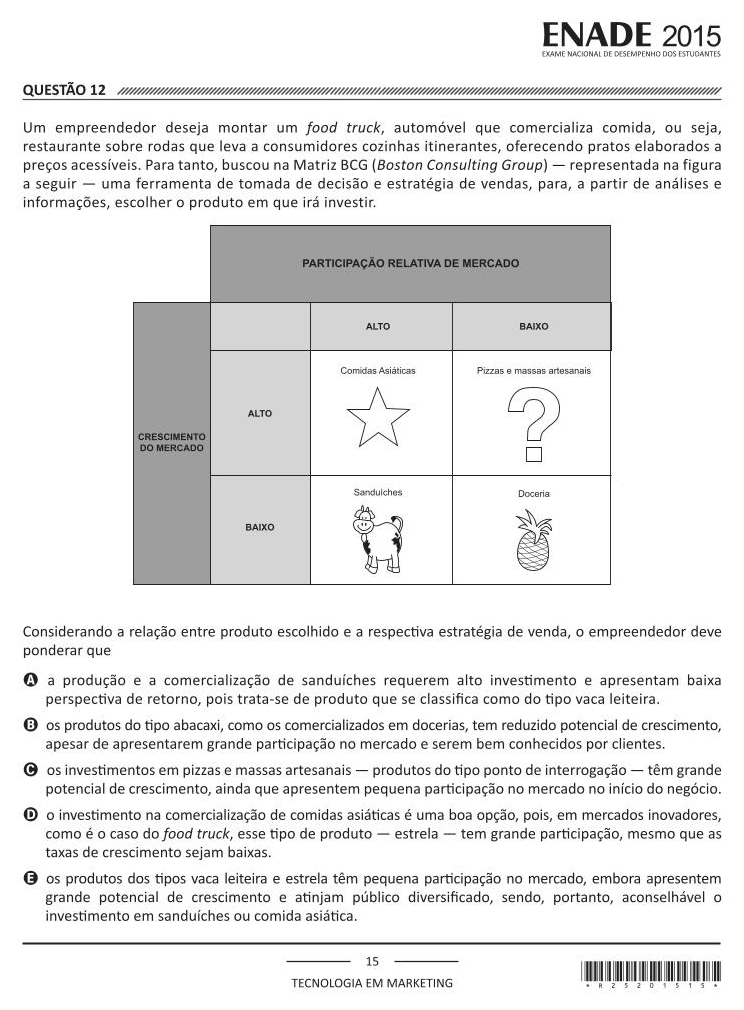 ENADE 2015
EXAME NACIONAL DE DESEMPENHO DOS ESTUDANTES
QUESTÃO 12
Um empreendedor deseja montar um food truck, automóvel que comercializa comida, ou seja,
restaurante sobre rodas que leva a consumidores cozinhas itinerantes, oferecendo pratos elaborados a
preços acessíveis. Para tanto, buscou na Matriz BCG (Boston Consulting Group) — representada na figura
a seguir — uma ferramenta de tomada de decisão e estratégia de vendas, para, a partir de análises e
informações, escolher o produto em que irá investir.
PARTICIPAÇÃO RELATIVA DE MERCADO
ALTO
BAIXO
CRESCIMENTO
DO MERCADO
ALTO
Comidas Asiáticas
Pizzas e massas artesanais
?
BAIXO
Sanduíches
Doceria
Considerando a relação entre produto escolhido e a respectiva estratégia de venda, o empreendedor deve
ponderar que
A a produção e a comercialização de sanduíches requerem alto investimento e apresentam baixa
perspectiva de retorno, pois trata-se de produto que se classifica como do tipo vaca leiteira.
B os produtos do tipo abacaxi, como os comercializados em docerias, tem reduzido potencial de crescimento,
apesar de apresentarem grande participação no mercado e serem bem conhecidos por clientes.
C os investimentos em pizzas e massas artesanais — produtos do tipo ponto de interrogação — têm grande
potencial de crescimento, ainda que apresentem pequena participação no mercado no início do negócio.
D o investimento na comercialização de comidas asiáticas é uma boa opção, pois, em mercados inovadores,
como é o caso do food truck, esse tipo de produto — estrela — tem grande participação, mesmo que as
taxas de crescimento sejam baixas.
E os produtos dos tipos vaca leiteira e estrela têm pequena participação no mercado, embora apresentem
grande potencial de crescimento e atinjam público diversificado, sendo, portanto, aconselhável o
investimento em sanduíches ou comida asiática.
15
TECNOLOGIA EM MARKETING
* R 2 5 2 0 1 5 1 5 *